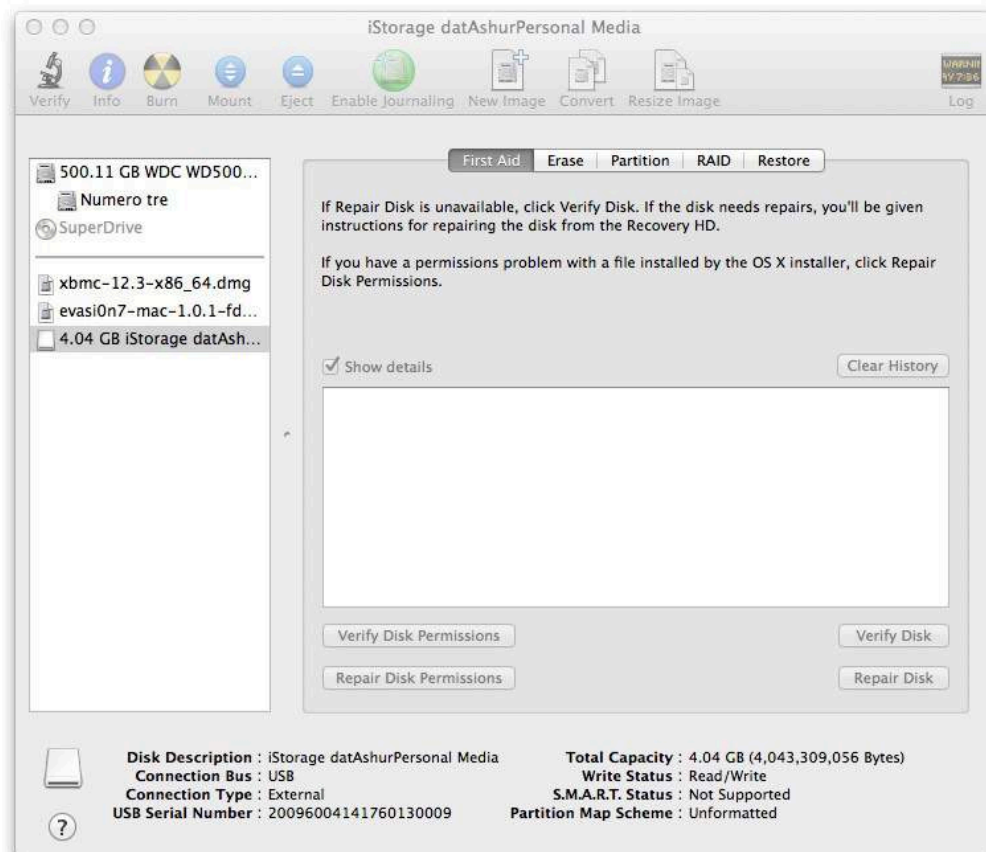 iStorage datAshurPersonal Media
Verify Info Burn Mount Eject Enable Journaling New Image Convert Resize Image Log
500.11 GB WDC WD500...
Numero tre
SuperDrive
xbmc-12.3-x86_64.dmg
evasi0n7-mac-1.0.1-fd...
4.04 GB iStorage datAsh...
First Aid Erase Partition RAID Restore
If Repair Disk is unavailable, click Verify Disk. If the disk needs repairs, you'll be given
instructions for repairing the disk from the Recovery HD.
If you have a permissions problem with a file installed by the OS X installer, click Repair
Disk Permissions.
Show details
Clear History
Verify Disk Permissions
Verify Disk
Repair Disk Permissions
Repair Disk
Disk Description : iStorage datAshurPersonal Media
Connection Bus : USB
Connection Type : External
USB Serial Number : 20096004141760130009
Total Capacity : 4.04 GB (4,043,309,056 Bytes)
Write Status : Read/Write
S.M.A.R.T. Status : Not Supported
Partition Map Scheme : Unformatted
?